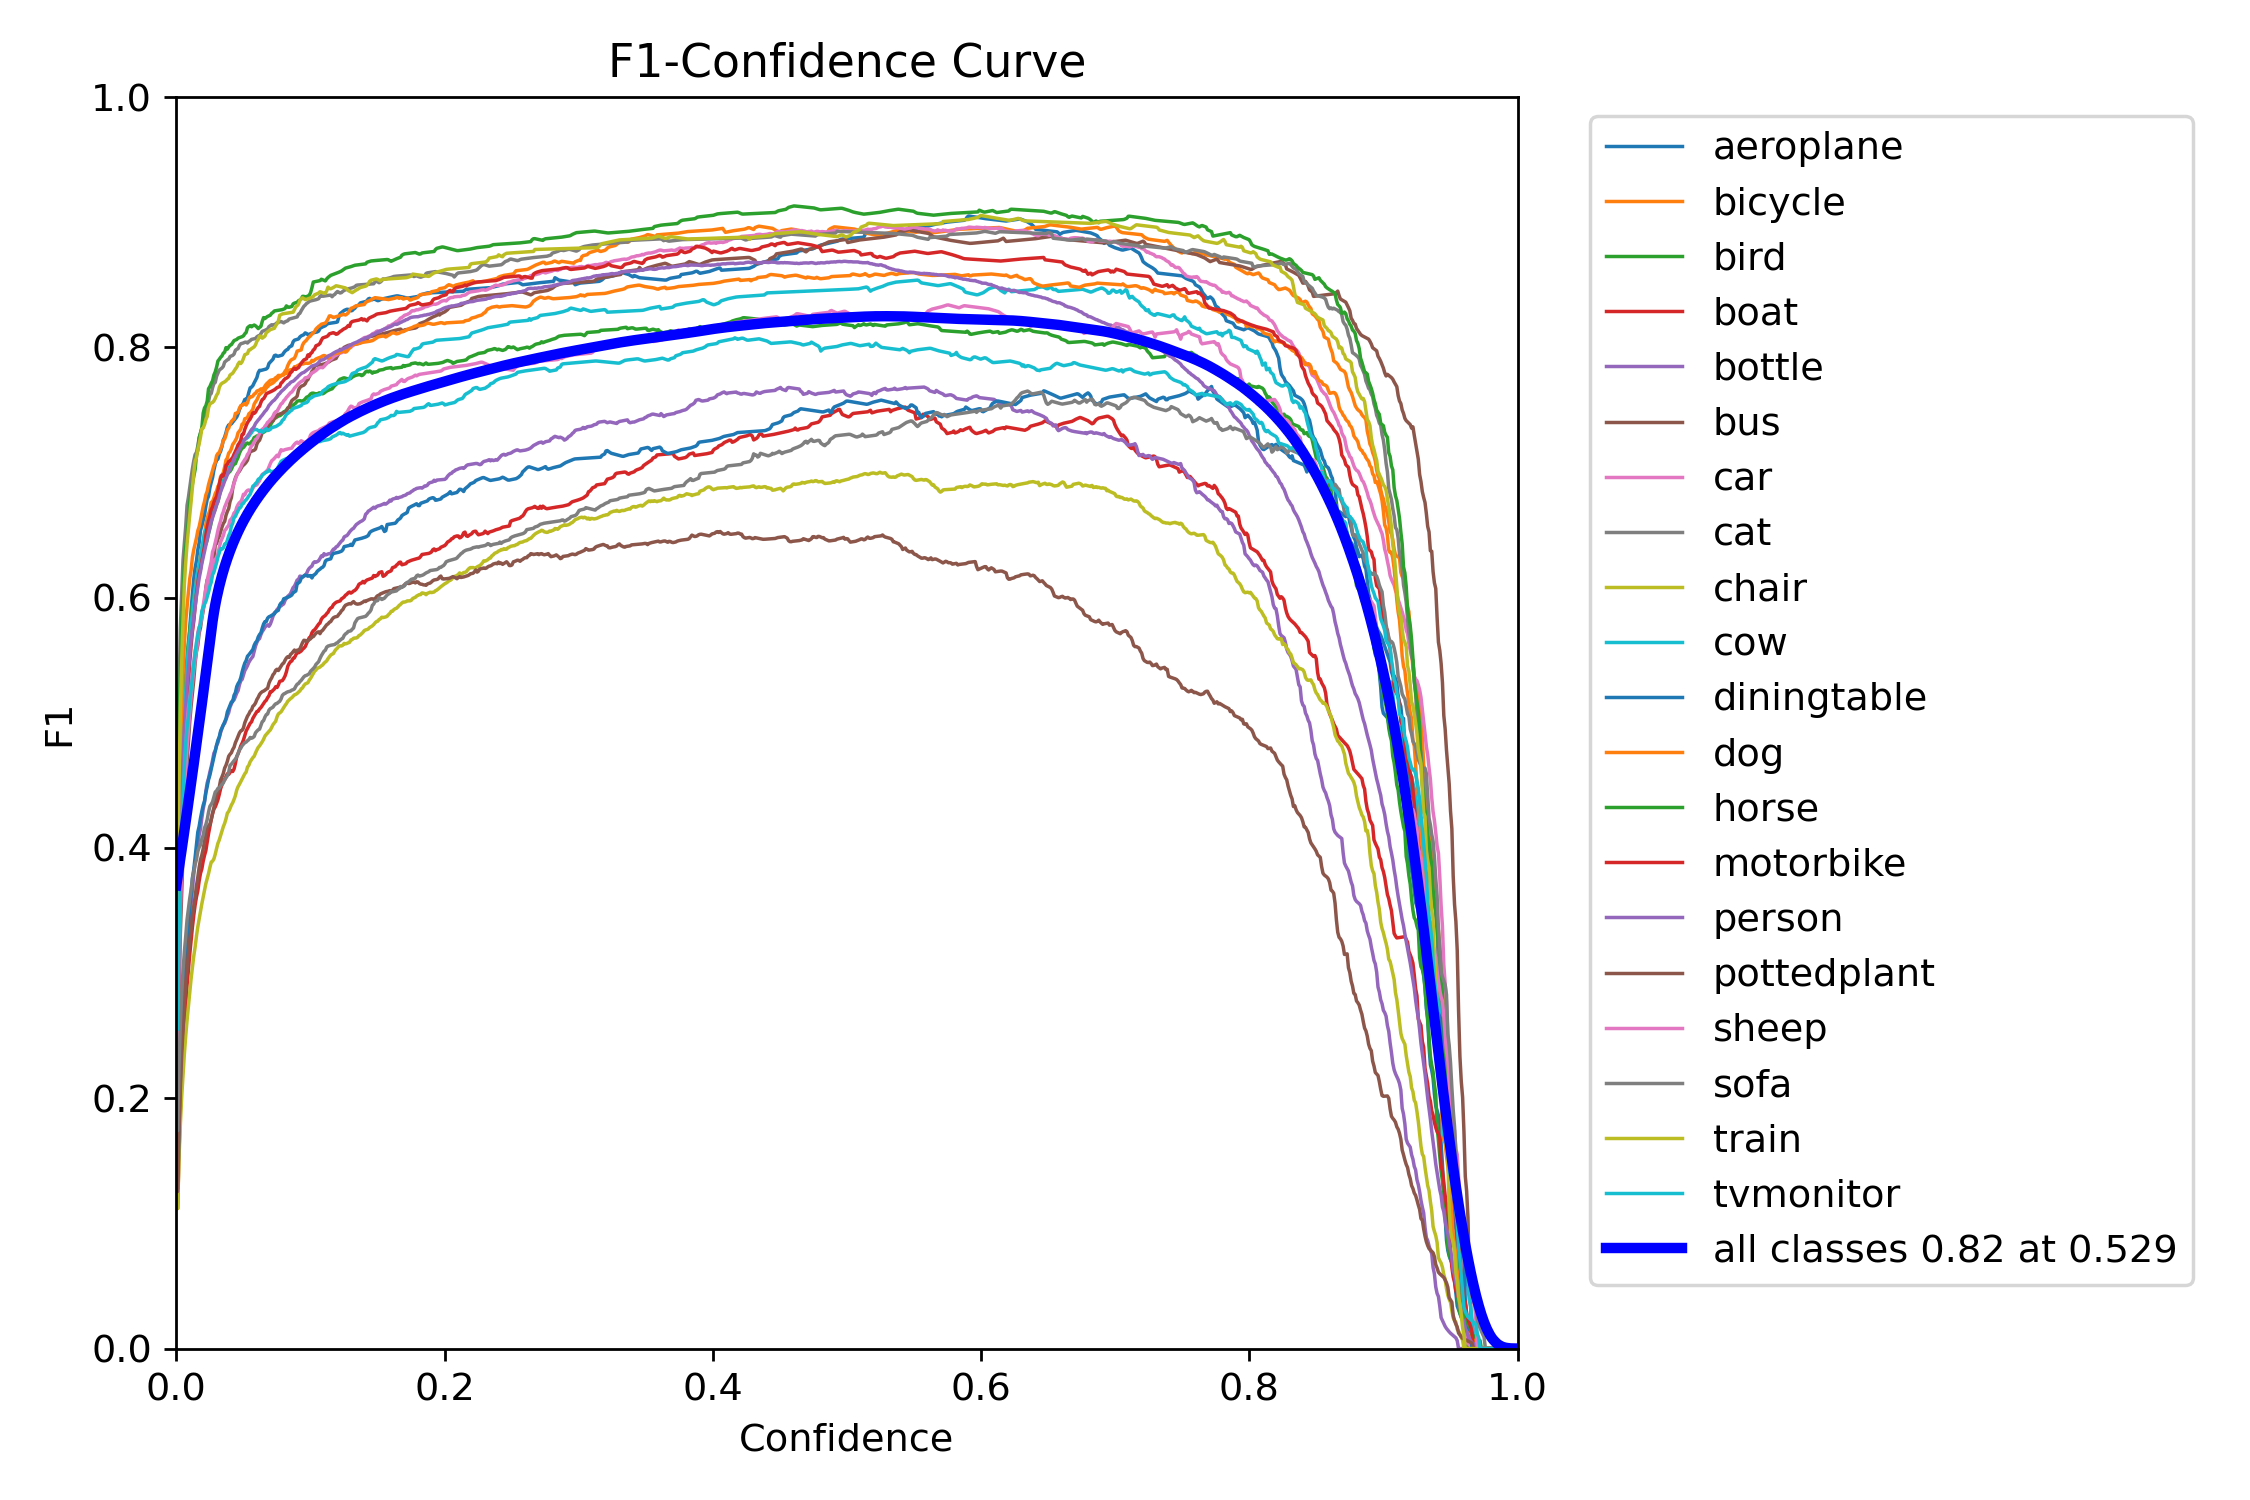 F1-Confidence Curve
1.0
0.8
0.6
0.4
0.2
0.0
F1
0.0 0.2 0.4 0.6 0.8 1.0
Confidence
aeroplane
bicycle
bird
boat
bottle
bus
car
cat
chair
cow
diningtable
dog
horse
motorbike
person
pottedplant
sheep
sofa
train
tvmonitor
all classes 0.82 at 0.529